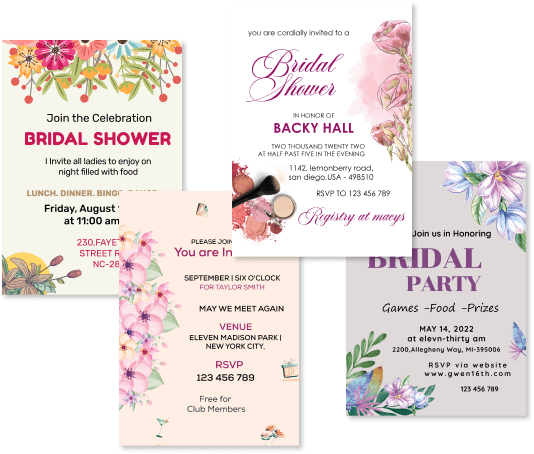 Join the Celebration
BRIDAL SHOWER
I Invite all ladies to enjoy on
night filled with food
LUNCH. DINNER. BINGO.
Friday, August
at 11:00 am
230,FAYE
STREET R
NC-28
you are cordially invited to a
Bridal
Shower
IN HONOR OF
BACKY HALL
TWO THOUSAND TWENTY TWO
AT HALF PAST FIVE IN THE EVENING
1142, lemonberry road,
san diego,USA - 498510
RSVP TO 123 456 789
Registry at macys
PLEASE JOIN
You are In
SEPTEMBER | SIX O'CLOCK
FOR TAYLOR SMITH
MAY WE MEET AGAIN
VENUE
ELEVEN MADISON PARK |
NEW YORK CITY,
RSVP
123 456 789
Free for
Club Members
Join us in Honoring
BRIDAL
PARTY
Games -Food -Prizes
MAY 14, 2022
at elevn-thirty am
2200,Allegheny Way, MI-395006
RSVP via website
www.gwen16th.com
123 456 789